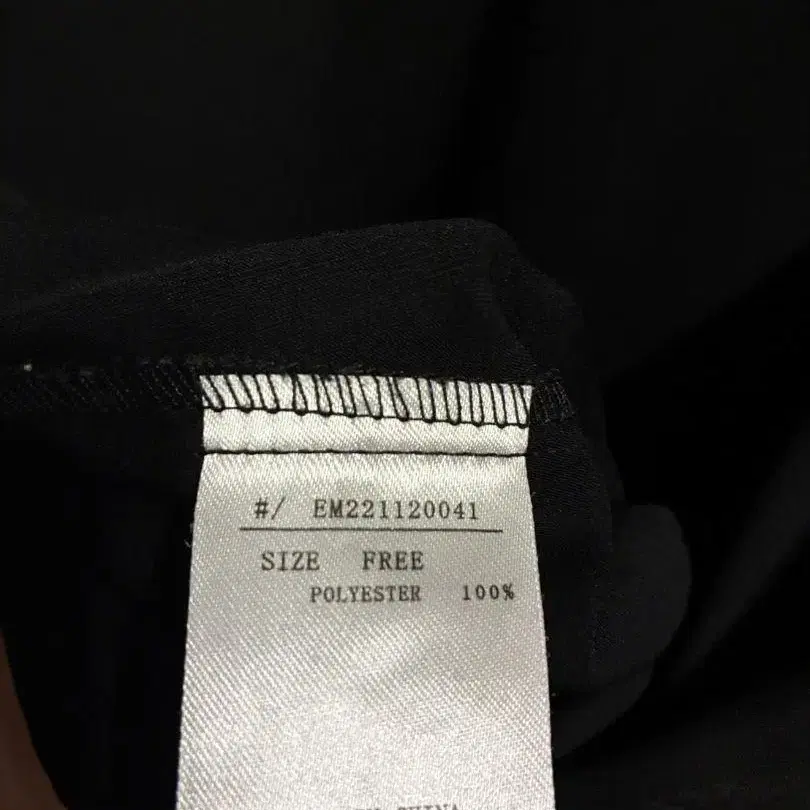 #/ EM221120041
SIZE FREE
POLYESTER 100%